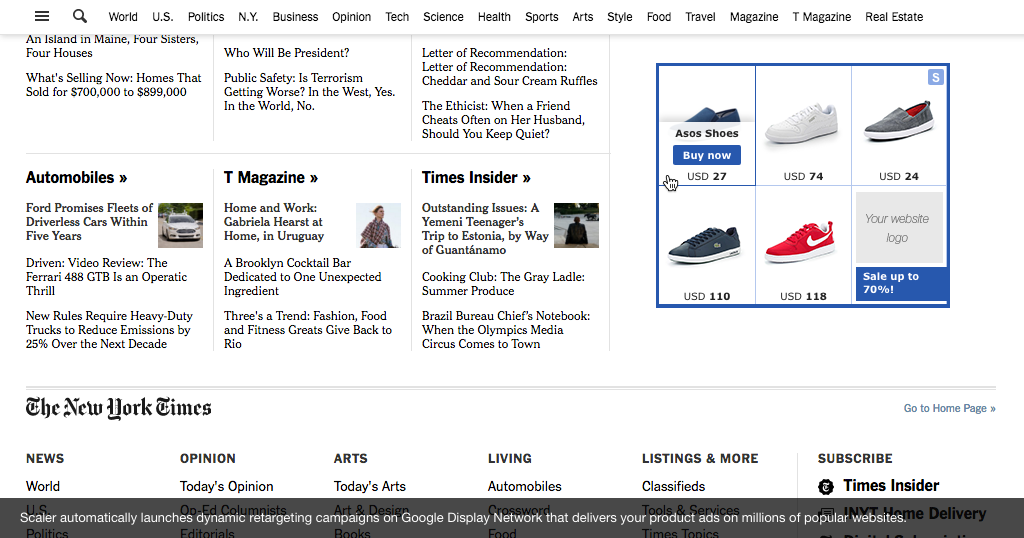 World U.S. Politics N.Y. Business Opinion Tech Science Health Sports Arts Style Food Travel Magazine T Magazine Real Estate
An Island in Maine, Four Sisters,
Four Houses
What's Selling Now: Homes That
Sold for $700,000 to $899,000
Who Will Be President?
Public Safety: Is Terrorism
Getting Worse? In the West, Yes.
In the World, No.
Letter of Recommendation:
Letter of Recommendation:
Cheddar and Sour Cream Ruffles
The Ethicist: When a Friend
Cheats Often on Her Husband,
Should You Keep Quiet?
S
Asos Shoes
Buy now
USD 27
USD 74
USD 24
USD 110
USD 118
Your website
logo
Sale up to
70%!
Automobiles »
Ford Promises Fleets of
Driverless Cars Within
Five Years
Driven: Video Review: The
Ferrari 488 GTB Is an Operatic
Thrill
New Rules Require Heavy-Duty
Trucks to Reduce Emissions by
25% Over the Next Decade
T Magazine »
Home and Work:
Gabriela Hearst at
Home, in Uruguay
A Brooklyn Cocktail Bar
Dedicated to One Unexpected
Ingredient
Three's a Trend: Fashion, Food
and Fitness Greats Give Back to
Rio
Times Insider »
Outstanding Issues: A
Yemeni Teenager's
Trip to Estonia, by Way
of Guantánamo
Cooking Club: The Gray Ladle:
Summer Produce
Brazil Bureau Chief's Notebook:
When the Olympics Media
Circus Comes to Town
The New York Times
Go to Home Page »
NEWS
World
U.S.
Politics
OPINION
Today's Opinion
Op-Ed Columnists
Editorials
ARTS
Today's Arts
Art & Design
Books
LIVING
Automobiles
Crossword
Food
LISTINGS & MORE
Classifieds
Tools & Services
Times Topics
SUBSCRIBE
Times Insider
INYT Home Delivery
Digital Subscriptions
Scaler automatically launches dynamic retargeting campaigns on Google Display Network that delivers your product ads on millions of popular websites.